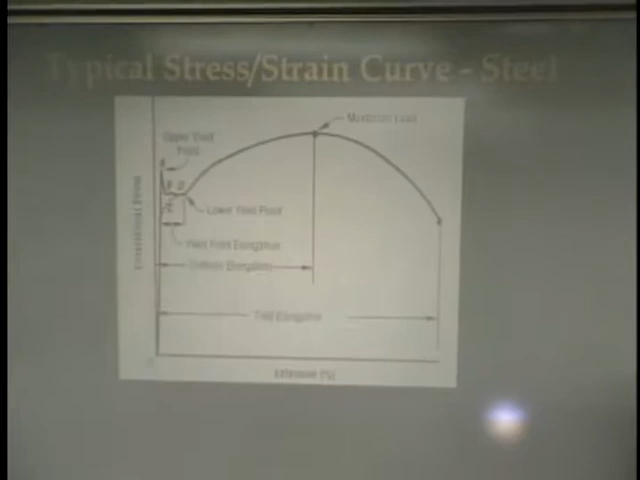 Typical Stress/Strain Curve - Steel
Maximum Load
Upper Yield
Point
Lower Yield Point
Yield Point Elongation
Uniform Elongation
Total Elongation
Extension (%)